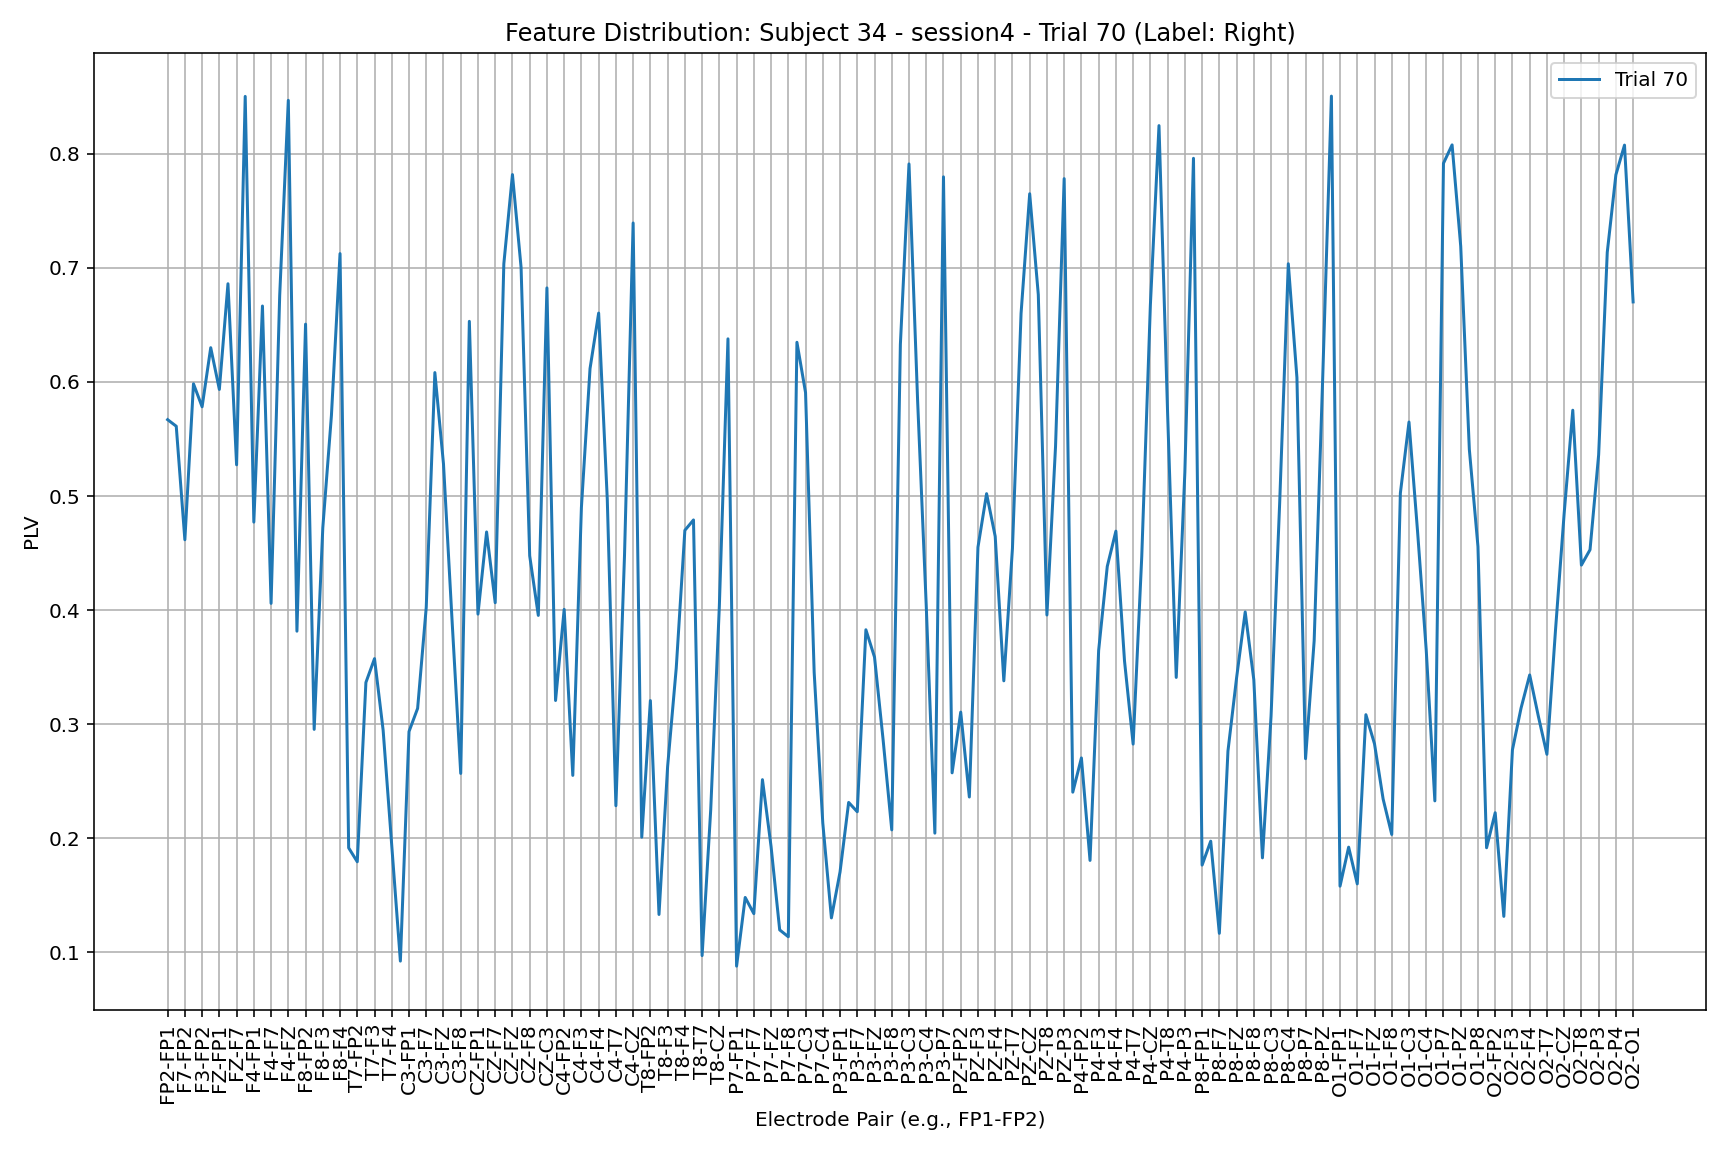 Feature Distribution: Subject 34 - session4 - Trial 70 (Label: Right)
Trial 70
PLV
0.8
0.7
0.6
0.5
0.4
0.3
0.2
0.1
FP2-FP1
F7-FP2
F3-FP2
FZ-FP1
FZ-F7
F4-FP1
F4-F7
F4-FZ
F8-FP2
F8-F3
F8-F4
T7-FP2
T7-F3
T7-F4
C3-FP1
C3-F7
C3-FZ
C3-F8
CZ-FP1
CZ-F7
CZ-FZ
CZ-F8
CZ-C3
C4-FP2
C4-F3
C4-F4
C4-T7
C4-CZ
T8-FP2
T8-F3
T8-F4
T8-T7
T8-CZ
P7-FP1
P7-F7
P7-FZ
P7-F8
P7-C3
P7-C4
P3-FP1
P3-F7
P3-FZ
P3-F8
P3-C3
P3-C4
P3-P7
PZ-FP2
PZ-F3
PZ-F4
PZ-T7
PZ-CZ
PZ-T8
PZ-P3
P4-FP2
P4-F3
P4-F4
P4-T7
P4-CZ
P4-T8
P4-P3
P8-FP1
P8-F7
P8-FZ
P8-F8
P8-C3
P8-C4
P8-P7
P8-PZ
O1-FP1
O1-F7
O1-FZ
O1-F8
O1-C3
O1-C4
O1-P7
O1-PZ
O1-P8
O2-FP2
O2-F3
O2-F4
O2-T7
O2-CZ
O2-T8
O2-P3
O2-P4
O2-O1
Electrode Pair (e.g., FP1-FP2)